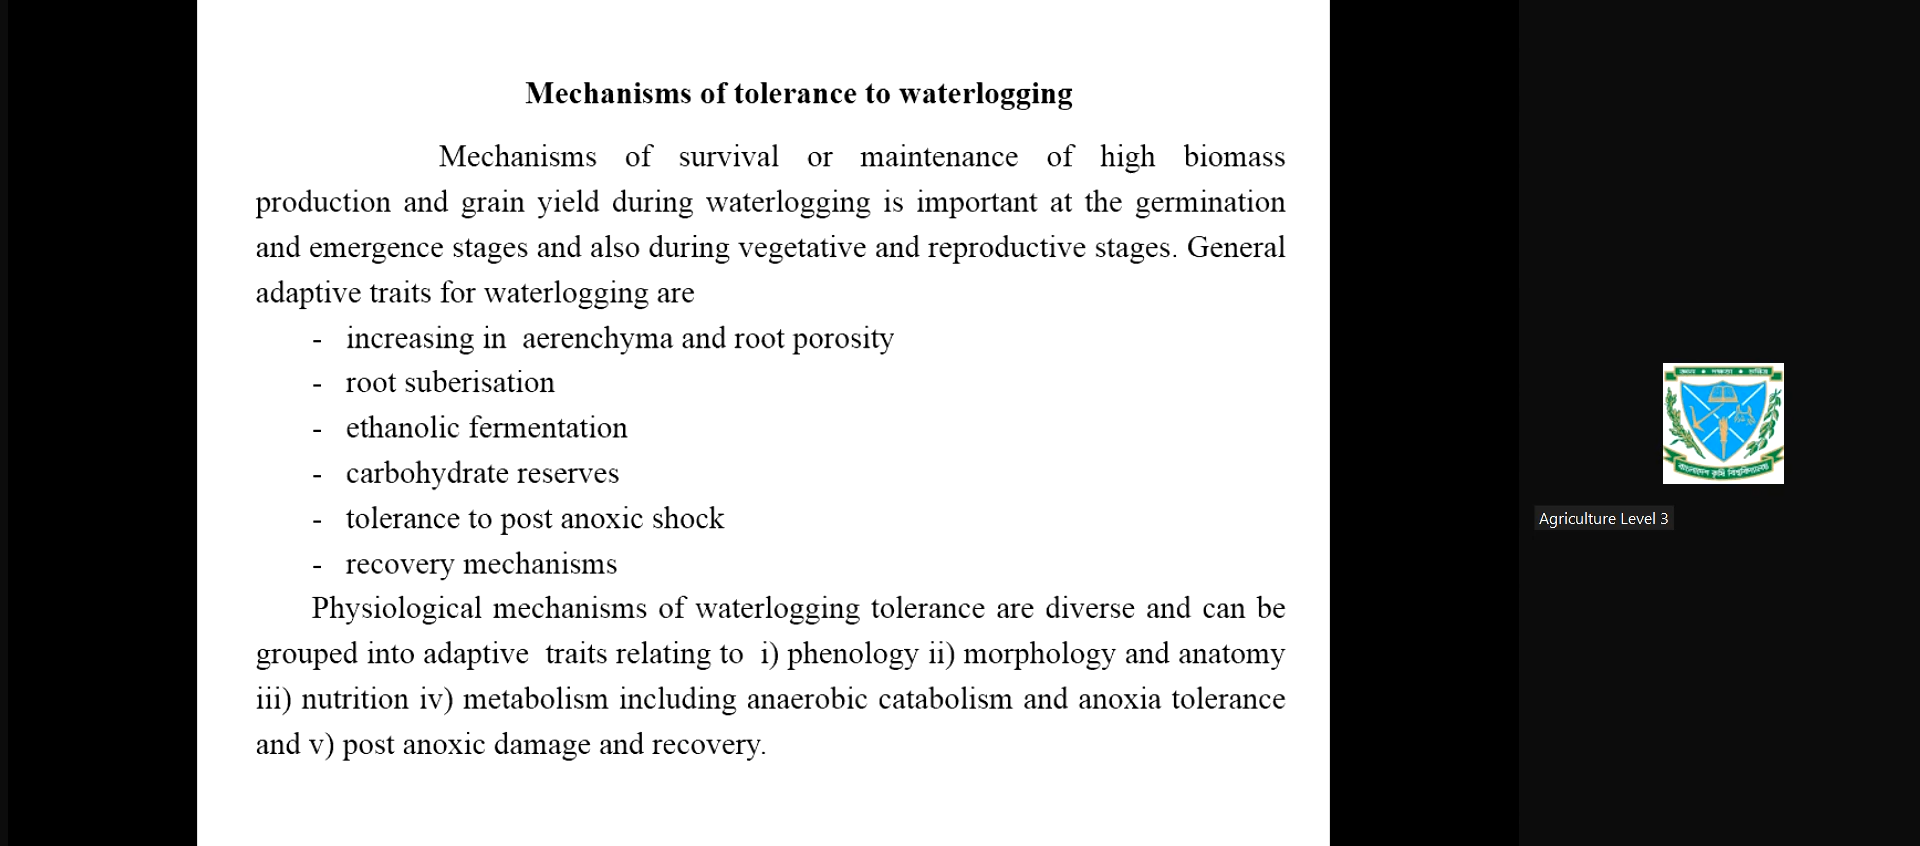 Mechanisms of tolerance to waterlogging
Mechanisms of survival or maintenance of high biomass
production and grain yield during waterlogging is important at the germination
and emergence stages and also during vegetative and reproductive stages. General
adaptive traits for waterlogging are
- increasing in aerenchyma and root porosity
- root suberisation
- ethanolic fermentation
- carbohydrate reserves
- tolerance to post anoxic shock
- recovery mechanisms
Physiological mechanisms of waterlogging tolerance are diverse and can be
grouped into adaptive traits relating to i) phenology ii) morphology and anatomy
iii) nutrition iv) metabolism including anaerobic catabolism and anoxia tolerance
and v) post anoxic damage and recovery.
বাংলাদেশ কৃষি বিশ্ববিদ্যালয়
Agriculture Level 3